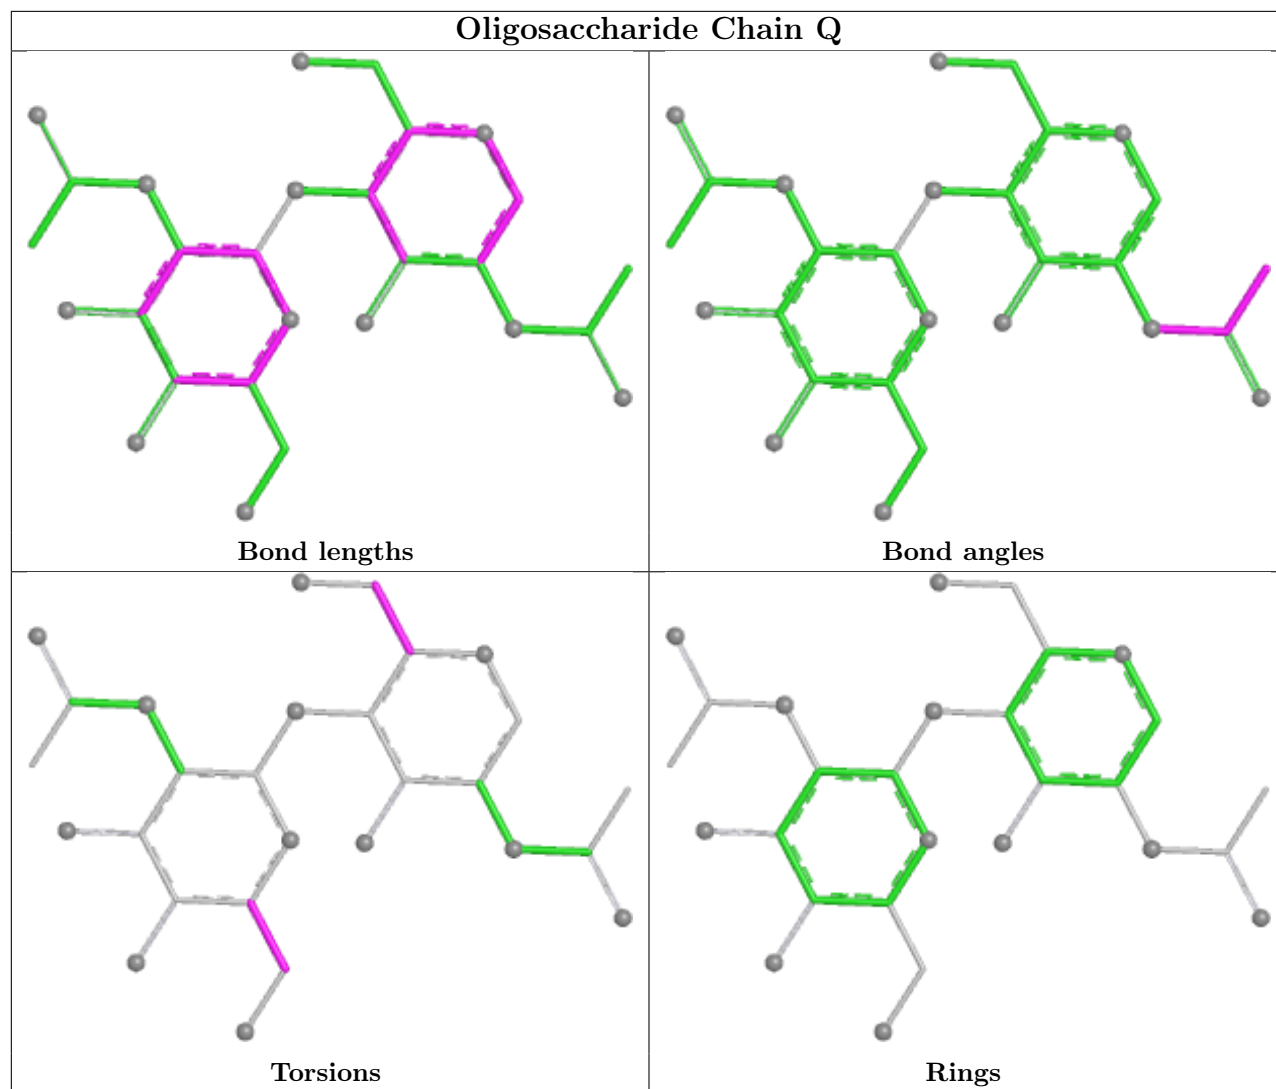 Oligosaccharide Chain Q
Bond lengths
Bond angles
Torsions
Rings